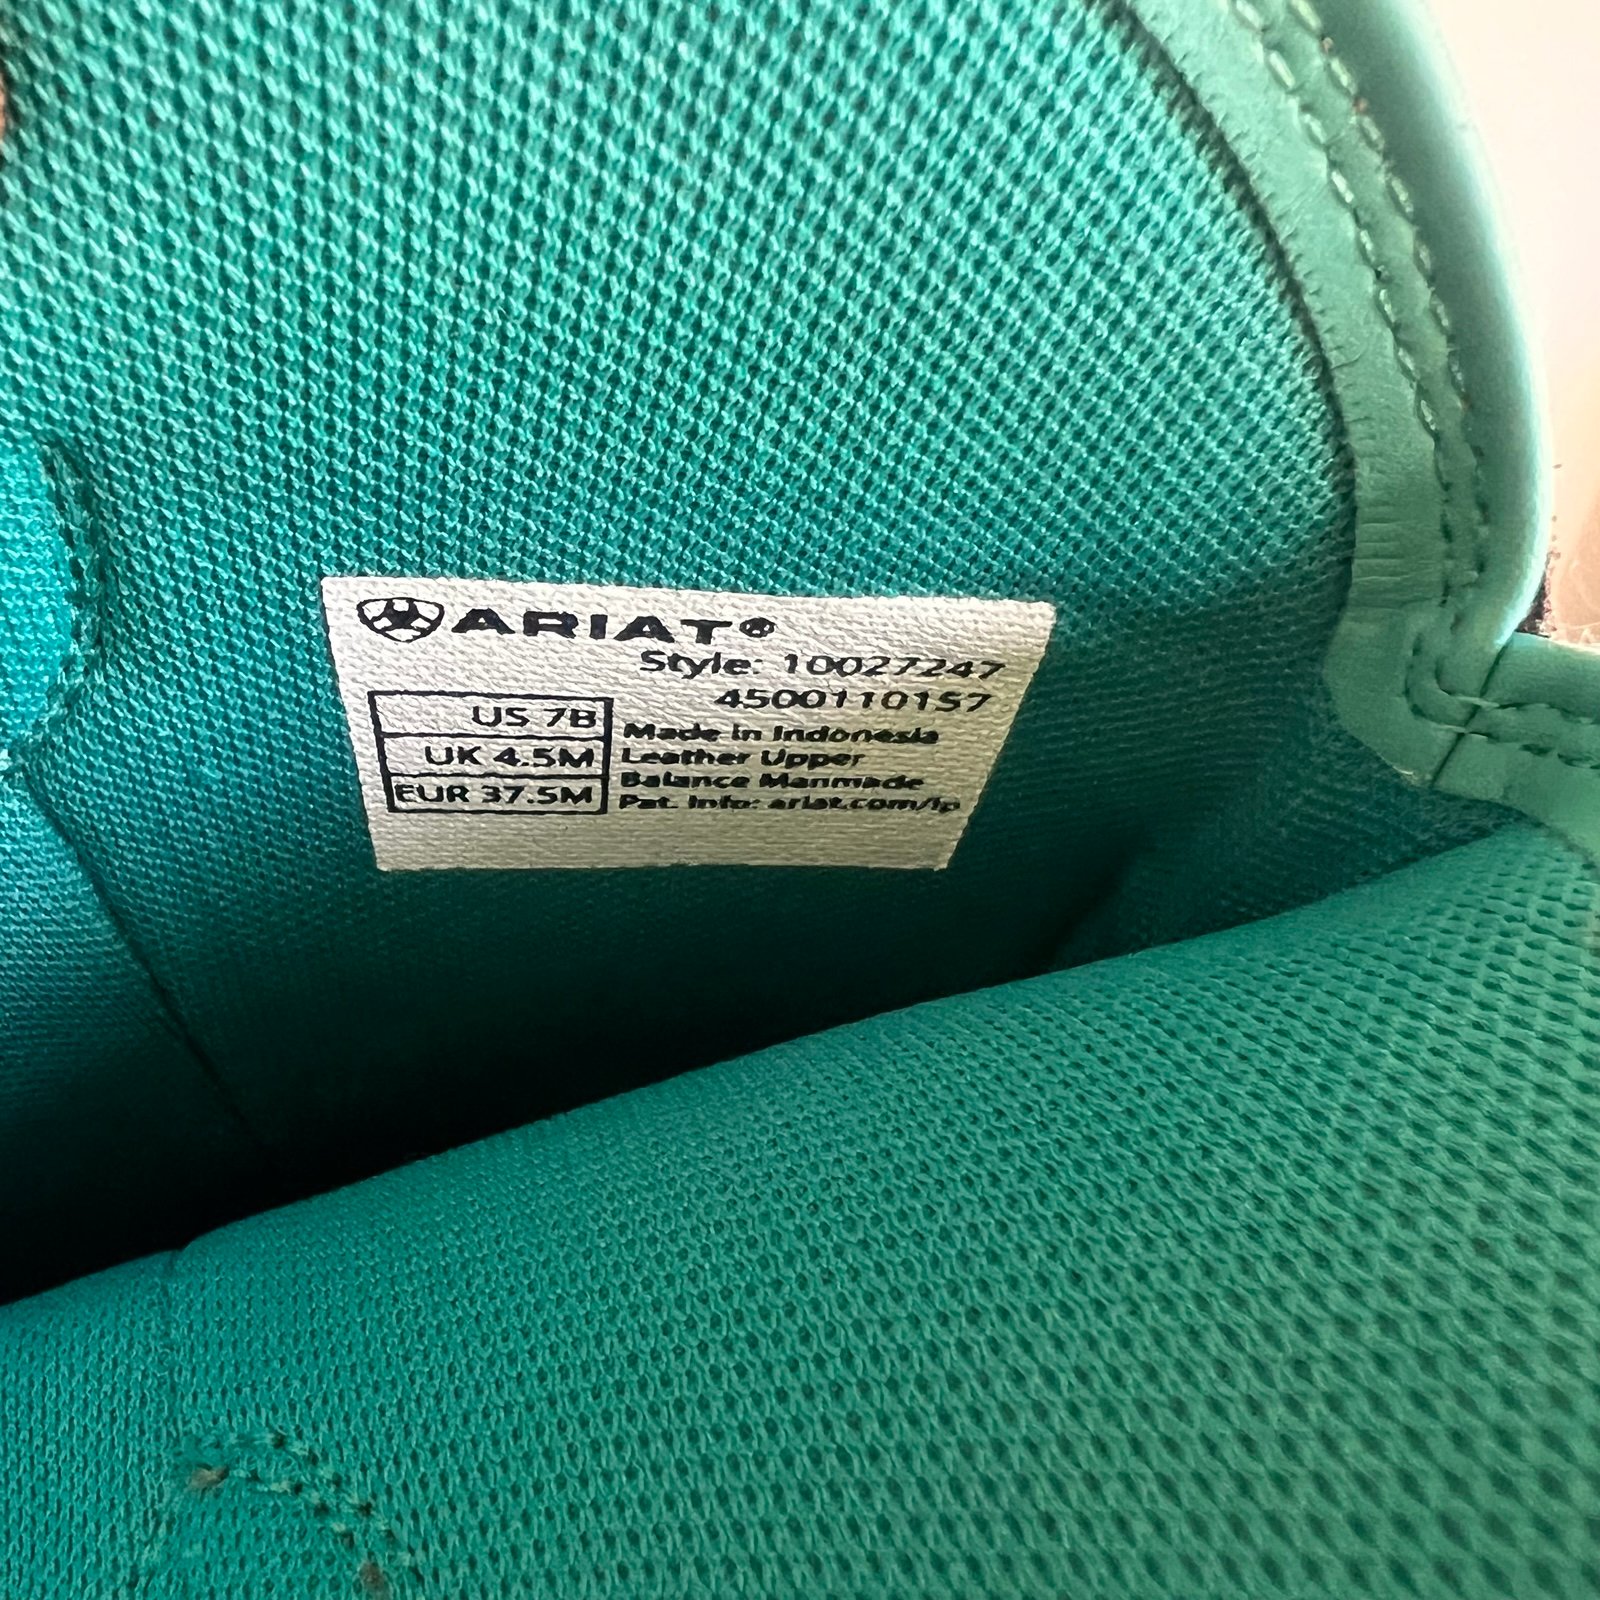 ARIAT®
Style: 10027247
4500110157
US 7B
UK 4.5M
EUR 37.5M
Made in Indonesia
Leather Upper
Balance Manmade
Pat. Info: ariat.com/ip